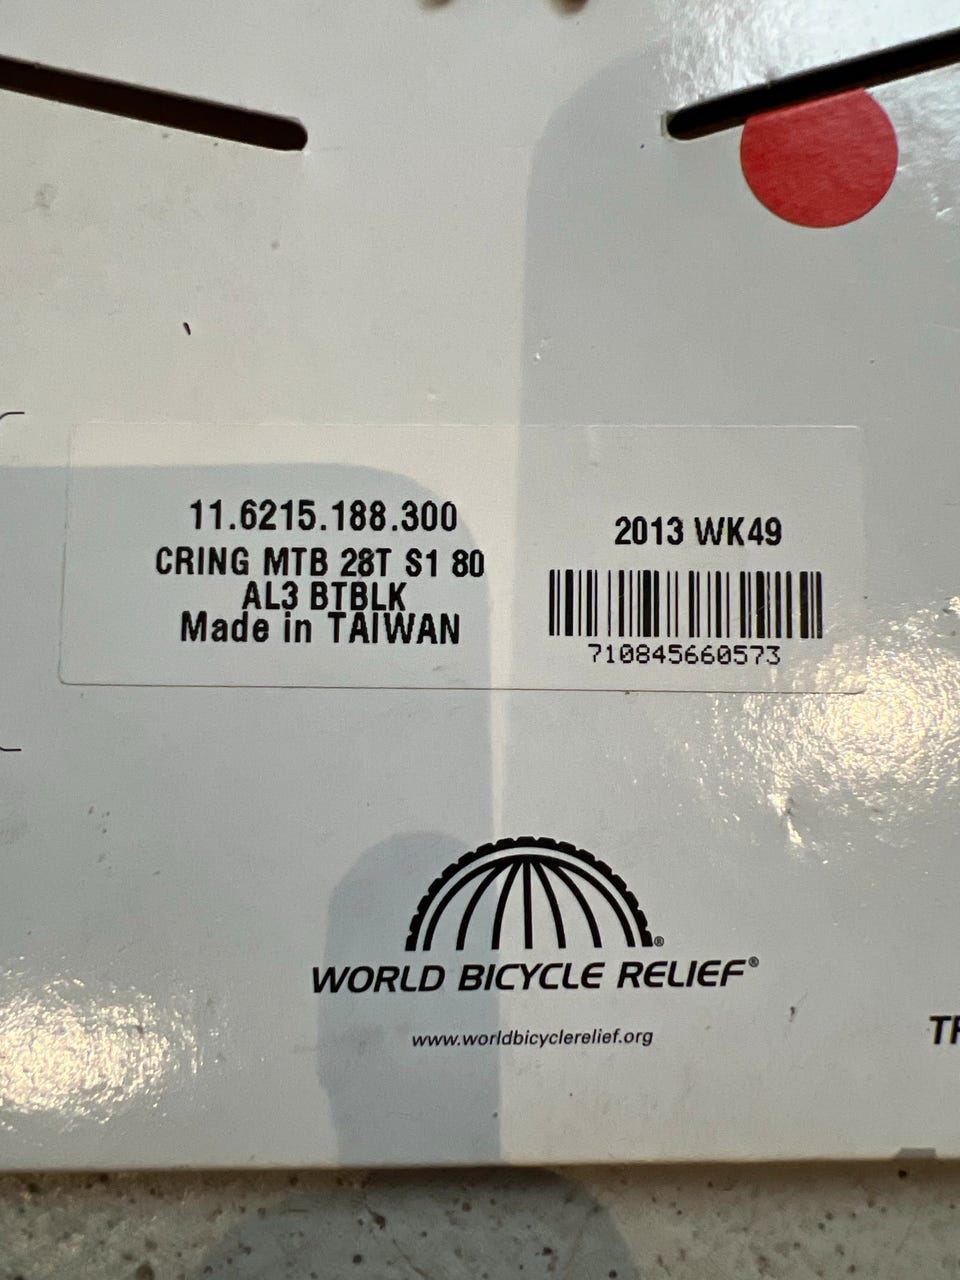 11.6215.188.300
CRING MTB 28T S1 80
AL3 BTBLK
Made in TAIWAN
2013 WK49
710845660573
®
WORLD BICYCLE RELIEF®
www.worldbicyclerelief.org